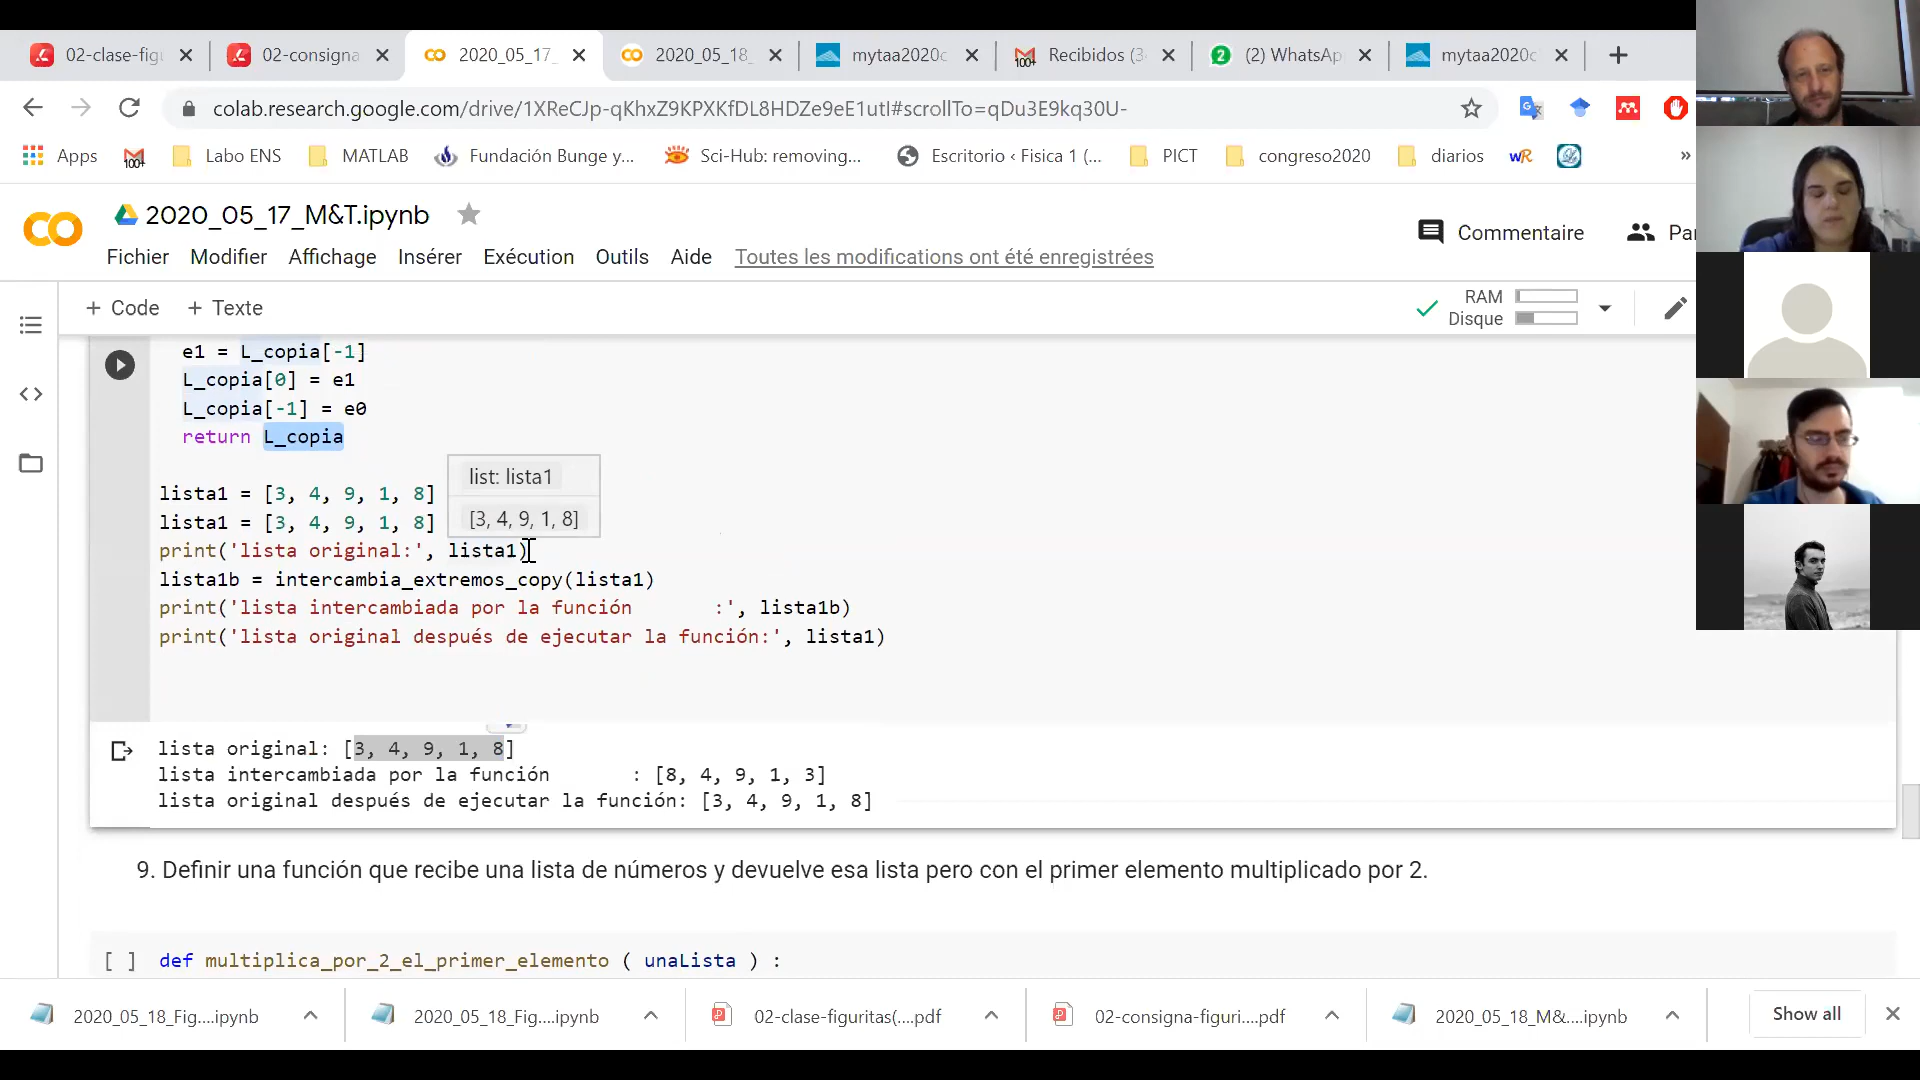 02-clase-fig
02-consigna
2020_05_17_
2020_05_18_
mytaa2020c
Recibidos (3
(2) WhatsAp
mytaa2020c
colab.research.google.com/drive/1XReCJp-qKhxZ9KPXKfDL8HDZe9eE1utI#scrollTo=qDu3E9kq30U-
Apps
Labo ENS
MATLAB
Fundación Bunge y...
Sci-Hub: removing...
Escritorio ‹ Fisica 1 (...
PICT
congreso2020
diarios
wR
»
2020_05_17_M&T.ipynb
Commentaire
Par
Fichier Modifier Affichage Insérer Exécution Outils Aide Toutes les modifications ont été enregistrées
+ Code + Texte
RAM
Disque
e1 = L_copia[-1]
L_copia[0] = e1
L_copia[-1] = e0
return L_copia
list: lista1
[3, 4, 9, 1, 8]
lista1 = [3, 4, 9, 1, 8]
lista1 = [3, 4, 9, 1, 8]
print('lista original:', lista1)
lista1b = intercambia_extremos_copy(lista1)
print('lista intercambiada por la función       :', lista1b)
print('lista original después de ejecutar la función:', lista1)
lista original: [3, 4, 9, 1, 8]
lista intercambiada por la función       : [8, 4, 9, 1, 3]
lista original después de ejecutar la función: [3, 4, 9, 1, 8]
9. Definir una función que recibe una lista de números y devuelve esa lista pero con el primer elemento multiplicado por 2.
[ ] def multiplica_por_2_el_primer_elemento ( unaLista ) :
2020_05_18_Fig....ipynb
2020_05_18_Fig....ipynb
02-clase-figuritas(....pdf
02-consigna-figuri....pdf
2020_05_18_M&....ipynb
Show all